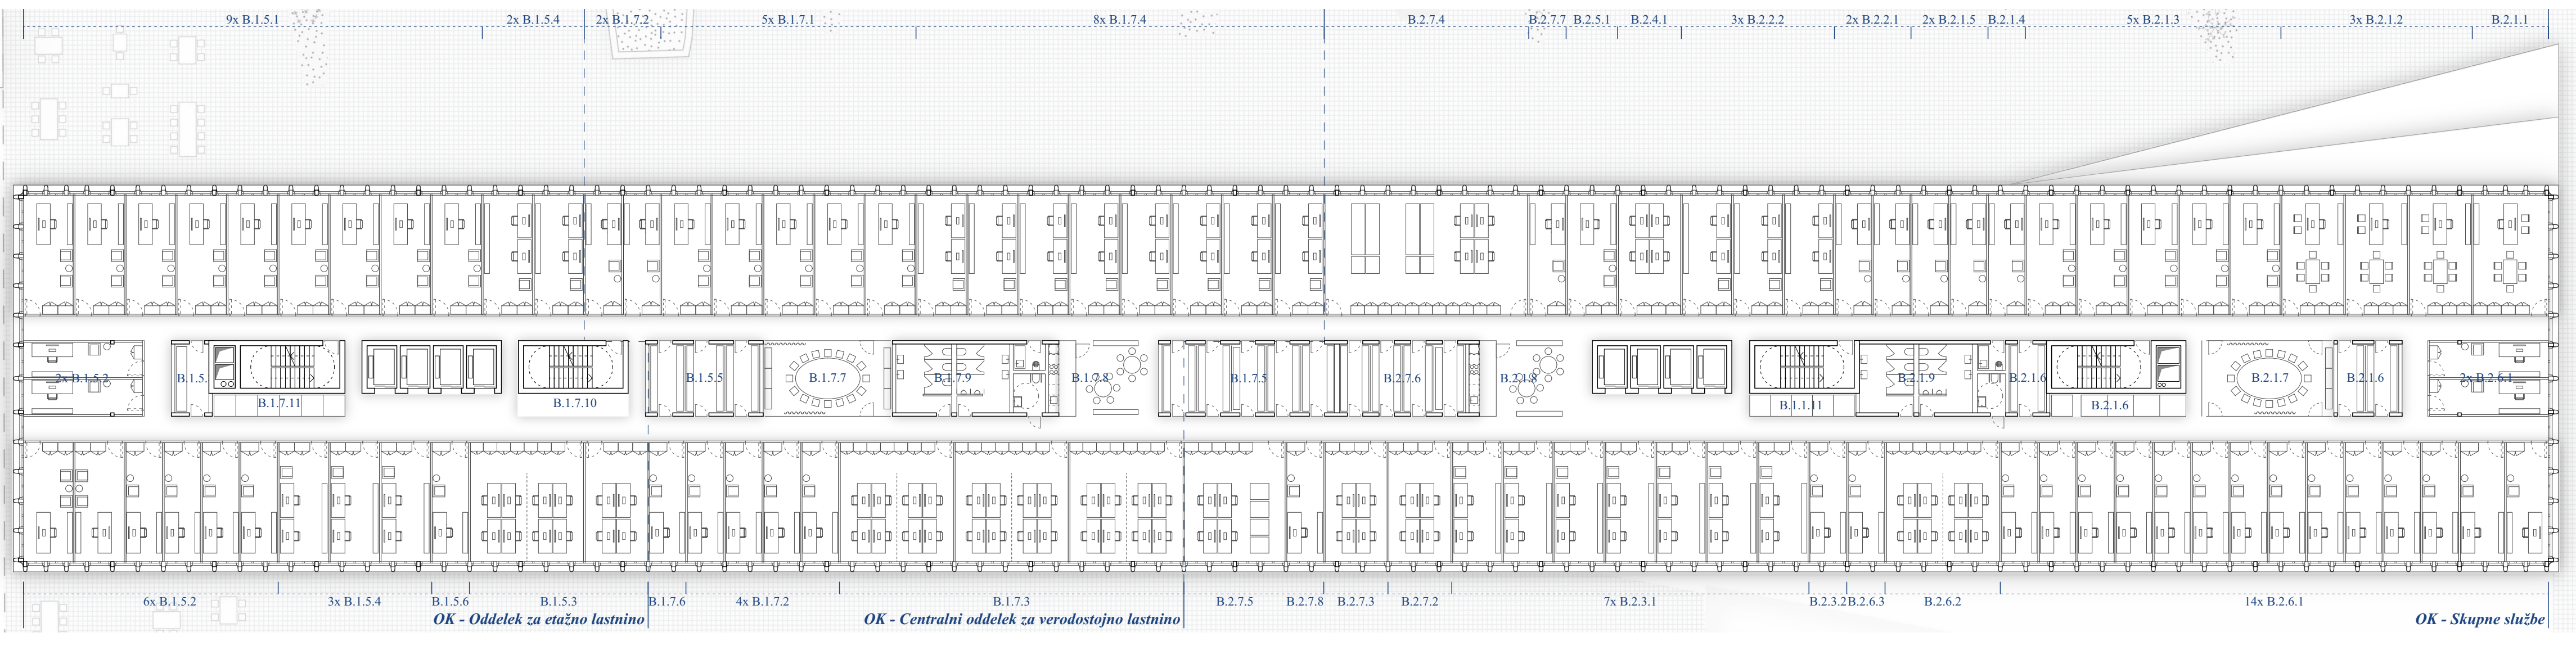 9x B.1.5.1 2x B.1.5.4 2x B.1.7.2 5x B.1.7.1 8x B.1.7.4 B.2.7.4 B.2.7.7 B.2.5.1 B.2.4.1 3x B.2.2.2 2x B.2.2.1 2x B.2.1.5 B.2.1.4 5x B.2.1.3 3x B.2.1.2 B.2.1.1
2x B.1.5.2 B.1.5. B.1.5.5 B.1.7.7 B.1.7.9 B.1.7.8 B.1.7.5 B.2.7.6 B.2.1.8 B.2.1.9 B.2.1.6 B.2.1.7 B.2.1.6 2x B.2.6.1
B.1.7.11 B.1.7.10 B.1.1.11 B.2.1.6
6x B.1.5.2 3x B.1.5.4 B.1.5.6 B.1.5.3 B.1.7.6 4x B.1.7.2 B.1.7.3 B.2.7.5 B.2.7.8 B.2.7.3 B.2.7.2 7x B.2.3.1 B.2.3.2 B.2.6.3 B.2.6.2 14x B.2.6.1
OK - Oddelek za etažno lastnino OK - Centralni oddelek za verodostojno lastnino OK - Skupne službe